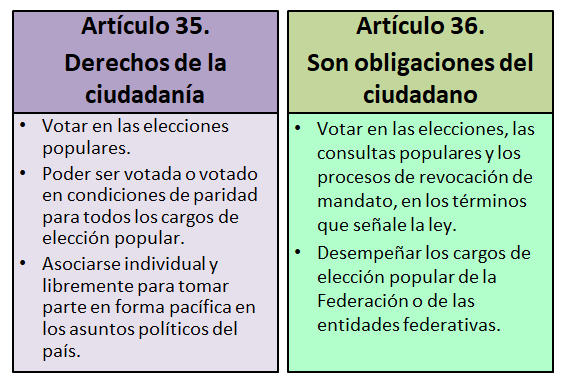 Artículo 35.
Derechos de la
ciudadanía
• Votar en las elecciones
populares.
• Poder ser votada o votado
en condiciones de paridad
para todos los cargos de
elección popular.
• Asociarse individual y
libremente para tomar
parte en forma pacífica en
los asuntos políticos del
país.
Artículo 36.
Son obligaciones del
ciudadano
• Votar en las elecciones, las
consultas populares y los
procesos de revocación de
mandato, en los términos
que señale la ley.
• Desempeñar los cargos de
elección popular de la
Federación o de las
entidades federativas.